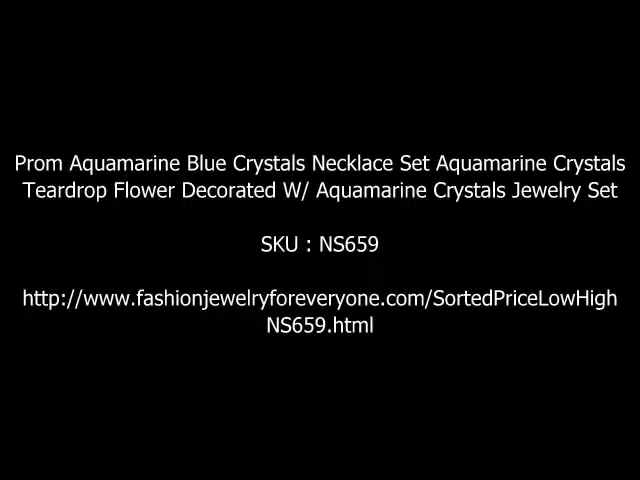 Prom Aquamarine Blue Crystals Necklace Set Aquamarine Crystals
Teardrop Flower Decorated W/ Aquamarine Crystals Jewelry Set
SKU : NS659
http://www.fashionjewelryforeveryone.com/SortedPriceLowHigh
NS659.html